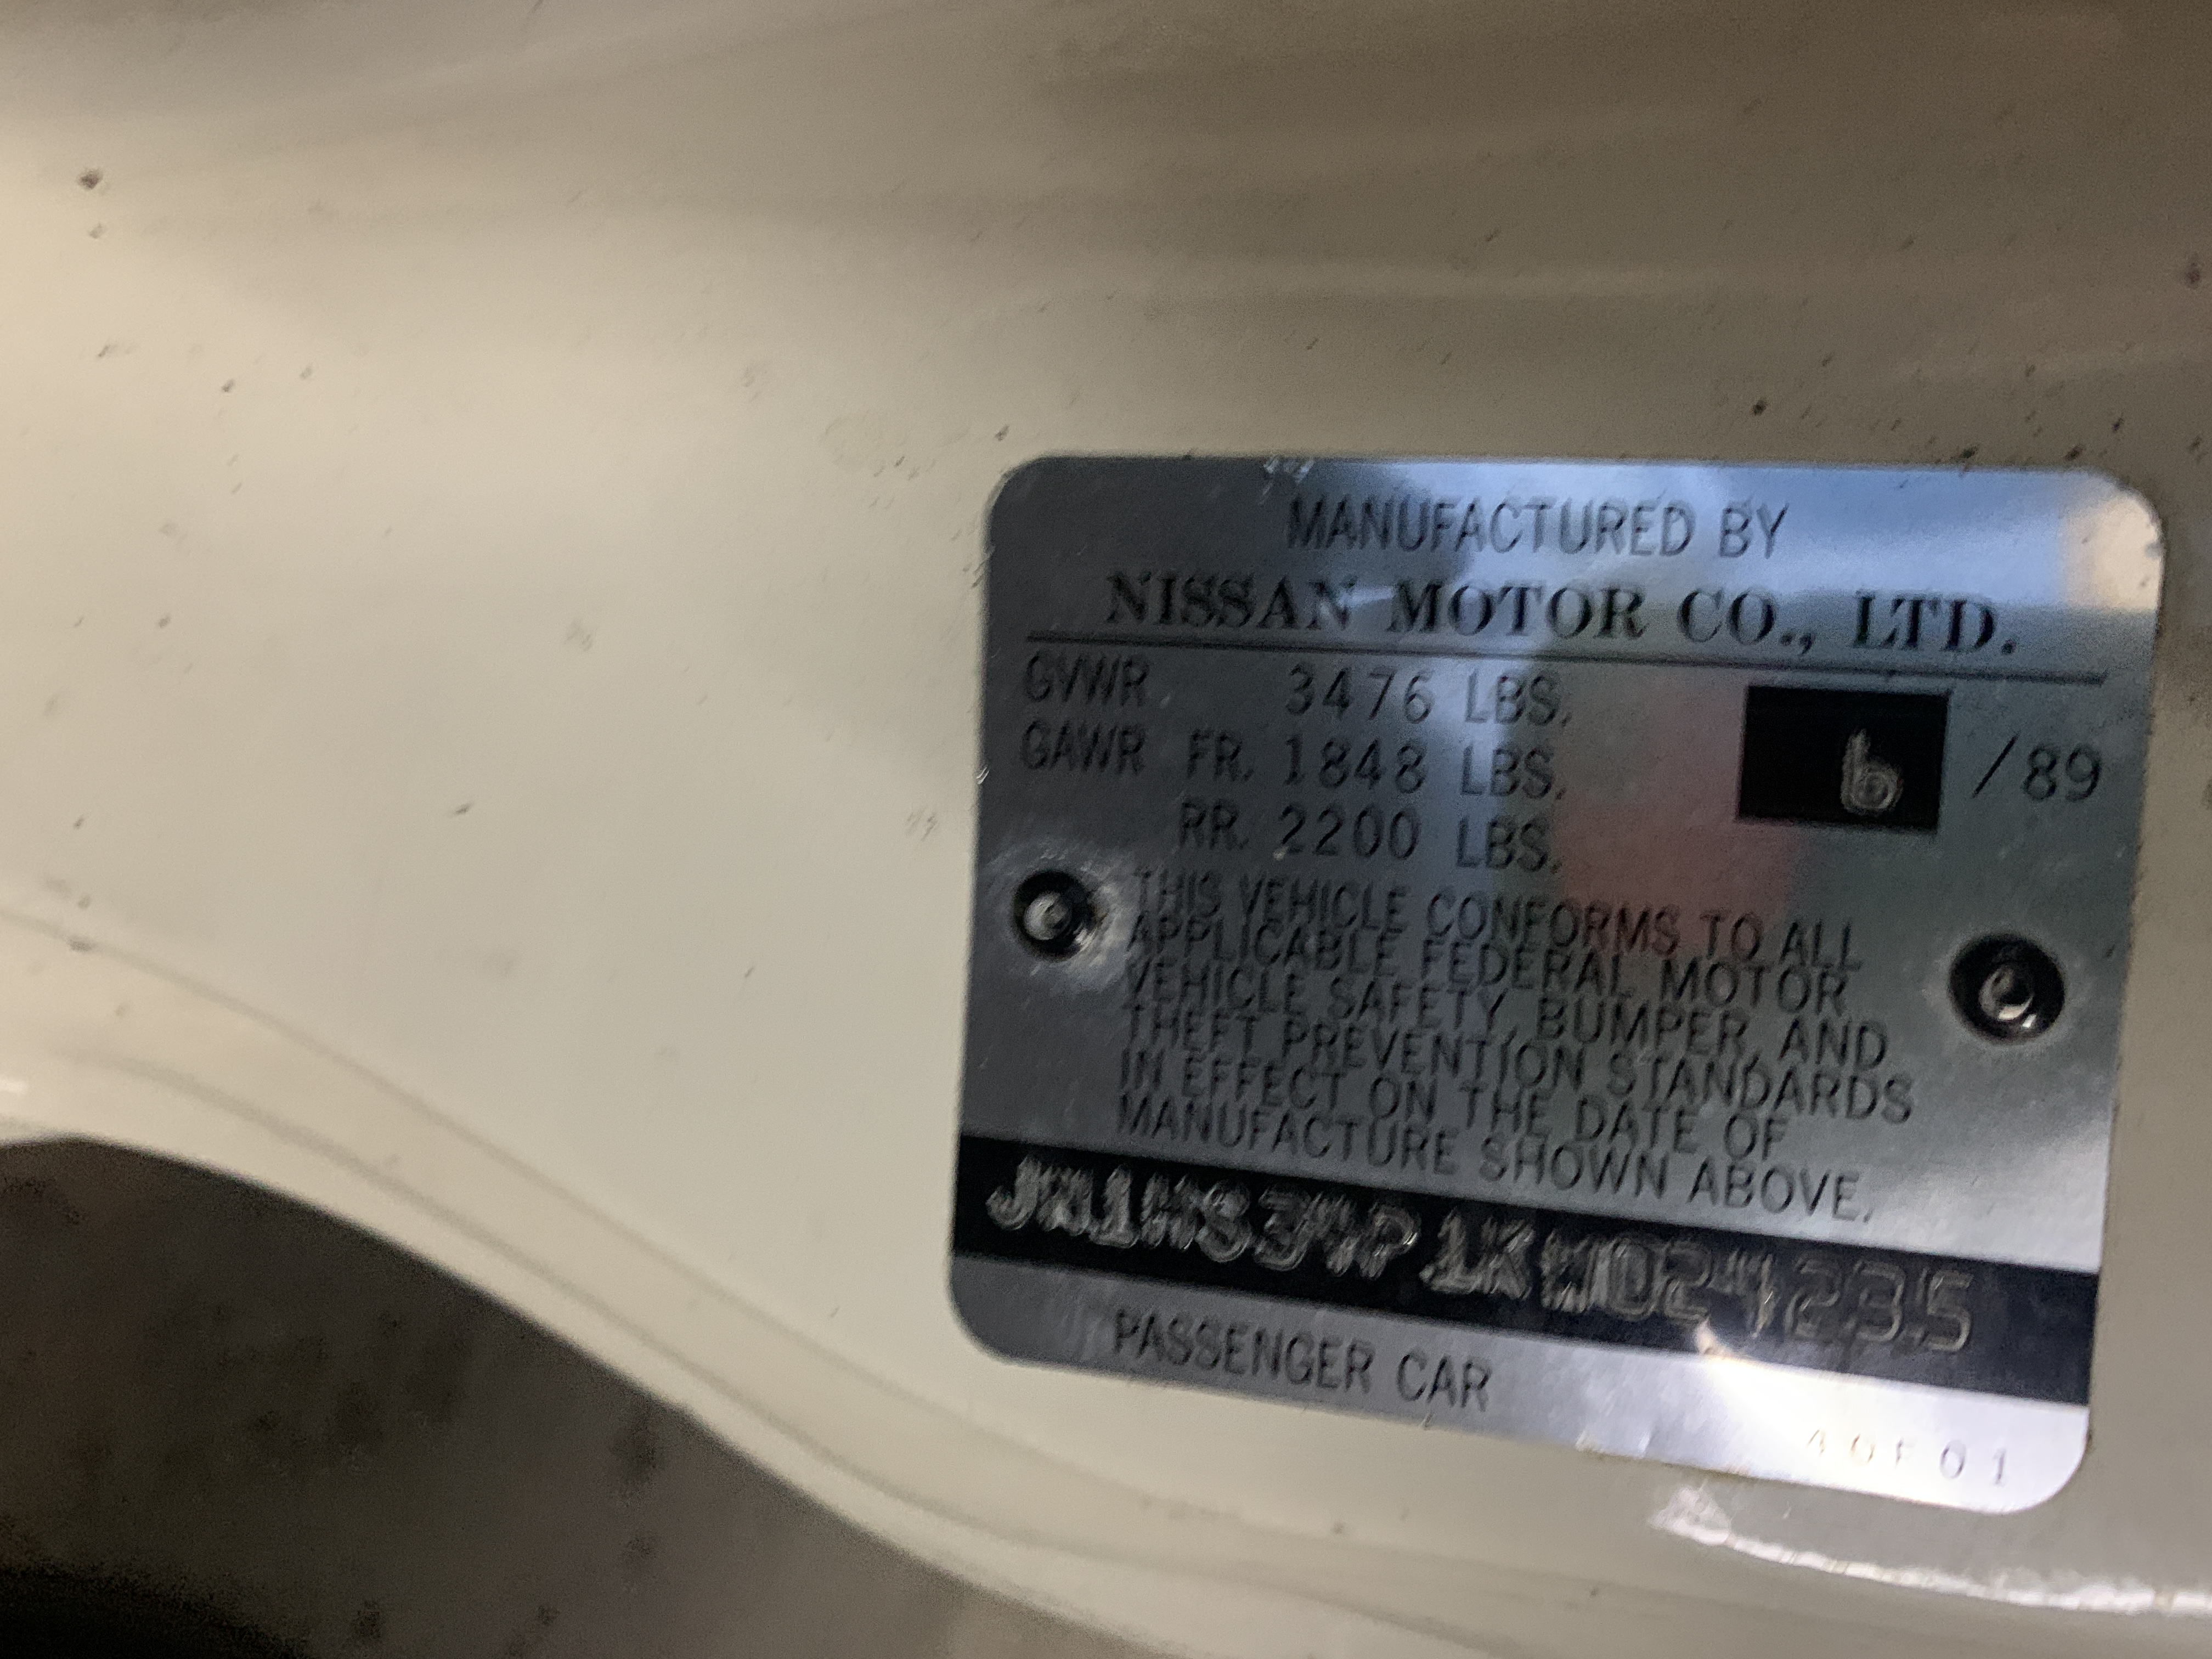 MANUFACTURED BY
NISSAN MOTOR CO., LTD.
GVWR 3476 LBS.
6 /89
GAWR FR. 1848 LBS.
RR. 2200 LBS.
THIS VEHICLE CONFORMS TO ALL
APPLICABLE FEDERAL MOTOR
VEHICLE SAFETY, BUMPER, AND
THEFT PREVENTION STANDARDS
IN EFFECT ON THE DATE OF
MANUFACTURE SHOWN ABOVE.
JN1HS34P1KW024235
PASSENGER CAR
40F01